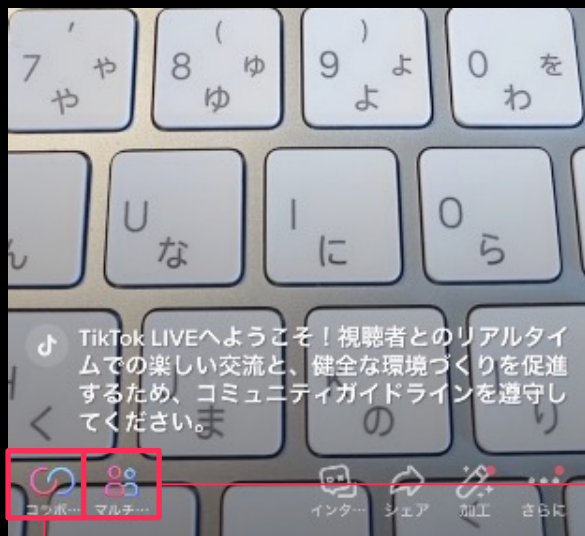 ' ( )
7 や 8 ゆ 9 よ 0 を
や ゆ よ わ
U I O
ん な に ら
TikTok LIVEへようこそ！視聴者とのリアルタイ
ムでの楽しい交流と、健全な環境づくりを促進
するため、コミュニティガイドラインを遵守し
てください。
く ま の り
コラボ… マルチ… インタ… シェア 加工 さらに